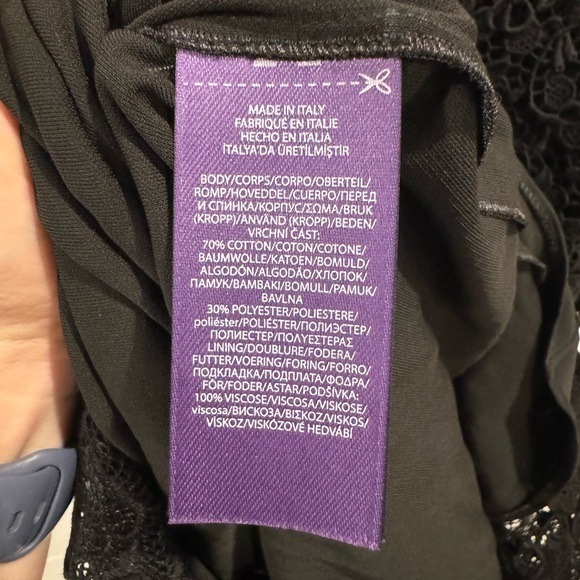 MADE IN ITALY
FABRIQUÉ EN ITALIE
HECHO EN ITALIA
İTALYA'DA ÜRETİLMİŞTİR
BODY/CORPS/CORPO/OBERTEIL/
ROMP/HOVEDDEL/CUERPO/ПЕРЕД
И СПИНКА/КОРПУС/ΣΩΜΑ/BRUK
(KROPP)/ANVÄND (KROPP)/BEDEN/
VRCHNÍ ČÁST:
70% COTTON/COTON/COTONE/
BAUMWOLLE/KATOEN/BOMULD/
ALGODÓN/ALGODÃO/ХЛОПОК/
ПАМУК/ΒΑΜΒΑΚΙ/BOMULL/PAMUK/
BAVLNA
30% POLYESTER/POLIESTERE/
poliéster/POLIÉSTER/ПОЛИЭСТЕР/
ПОЛИЕСТЕР/ΠΟΛΥΕΣΤΕΡΑΣ
LINING/DOUBLURE/FODERA/
FUTTER/VOERING/FORING/FORRO/
ПОДКЛАДКА/ПОДПЛАТА/ΦΟΔΡΑ/
FÔR/FODER/ASTAR/PODŠÍVKA:
100% VISCOSE/VISCOSA/VISKOSE/
viscosa/ВИСКОЗА/ΒΙΣΚΟΖ/VISKOS/
VİSKOZ/VISKÓZOVÉ HEDVÁBÍ